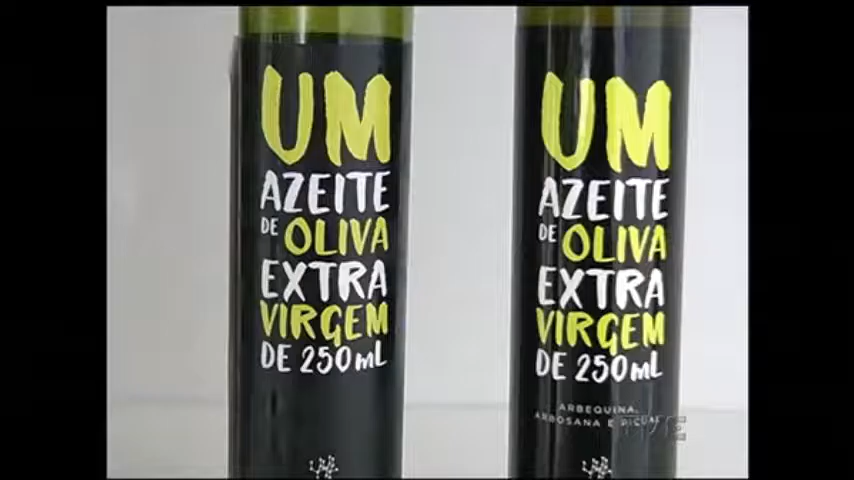 UM
AZEITE
DE OLIVA
EXTRA
VIRGEM
DE 250mL
UM
AZEITE
DE OLIVA
EXTRA
VIRGEM
DE 250mL
ARBEQUINA,
ARBOSANA E PICUAL